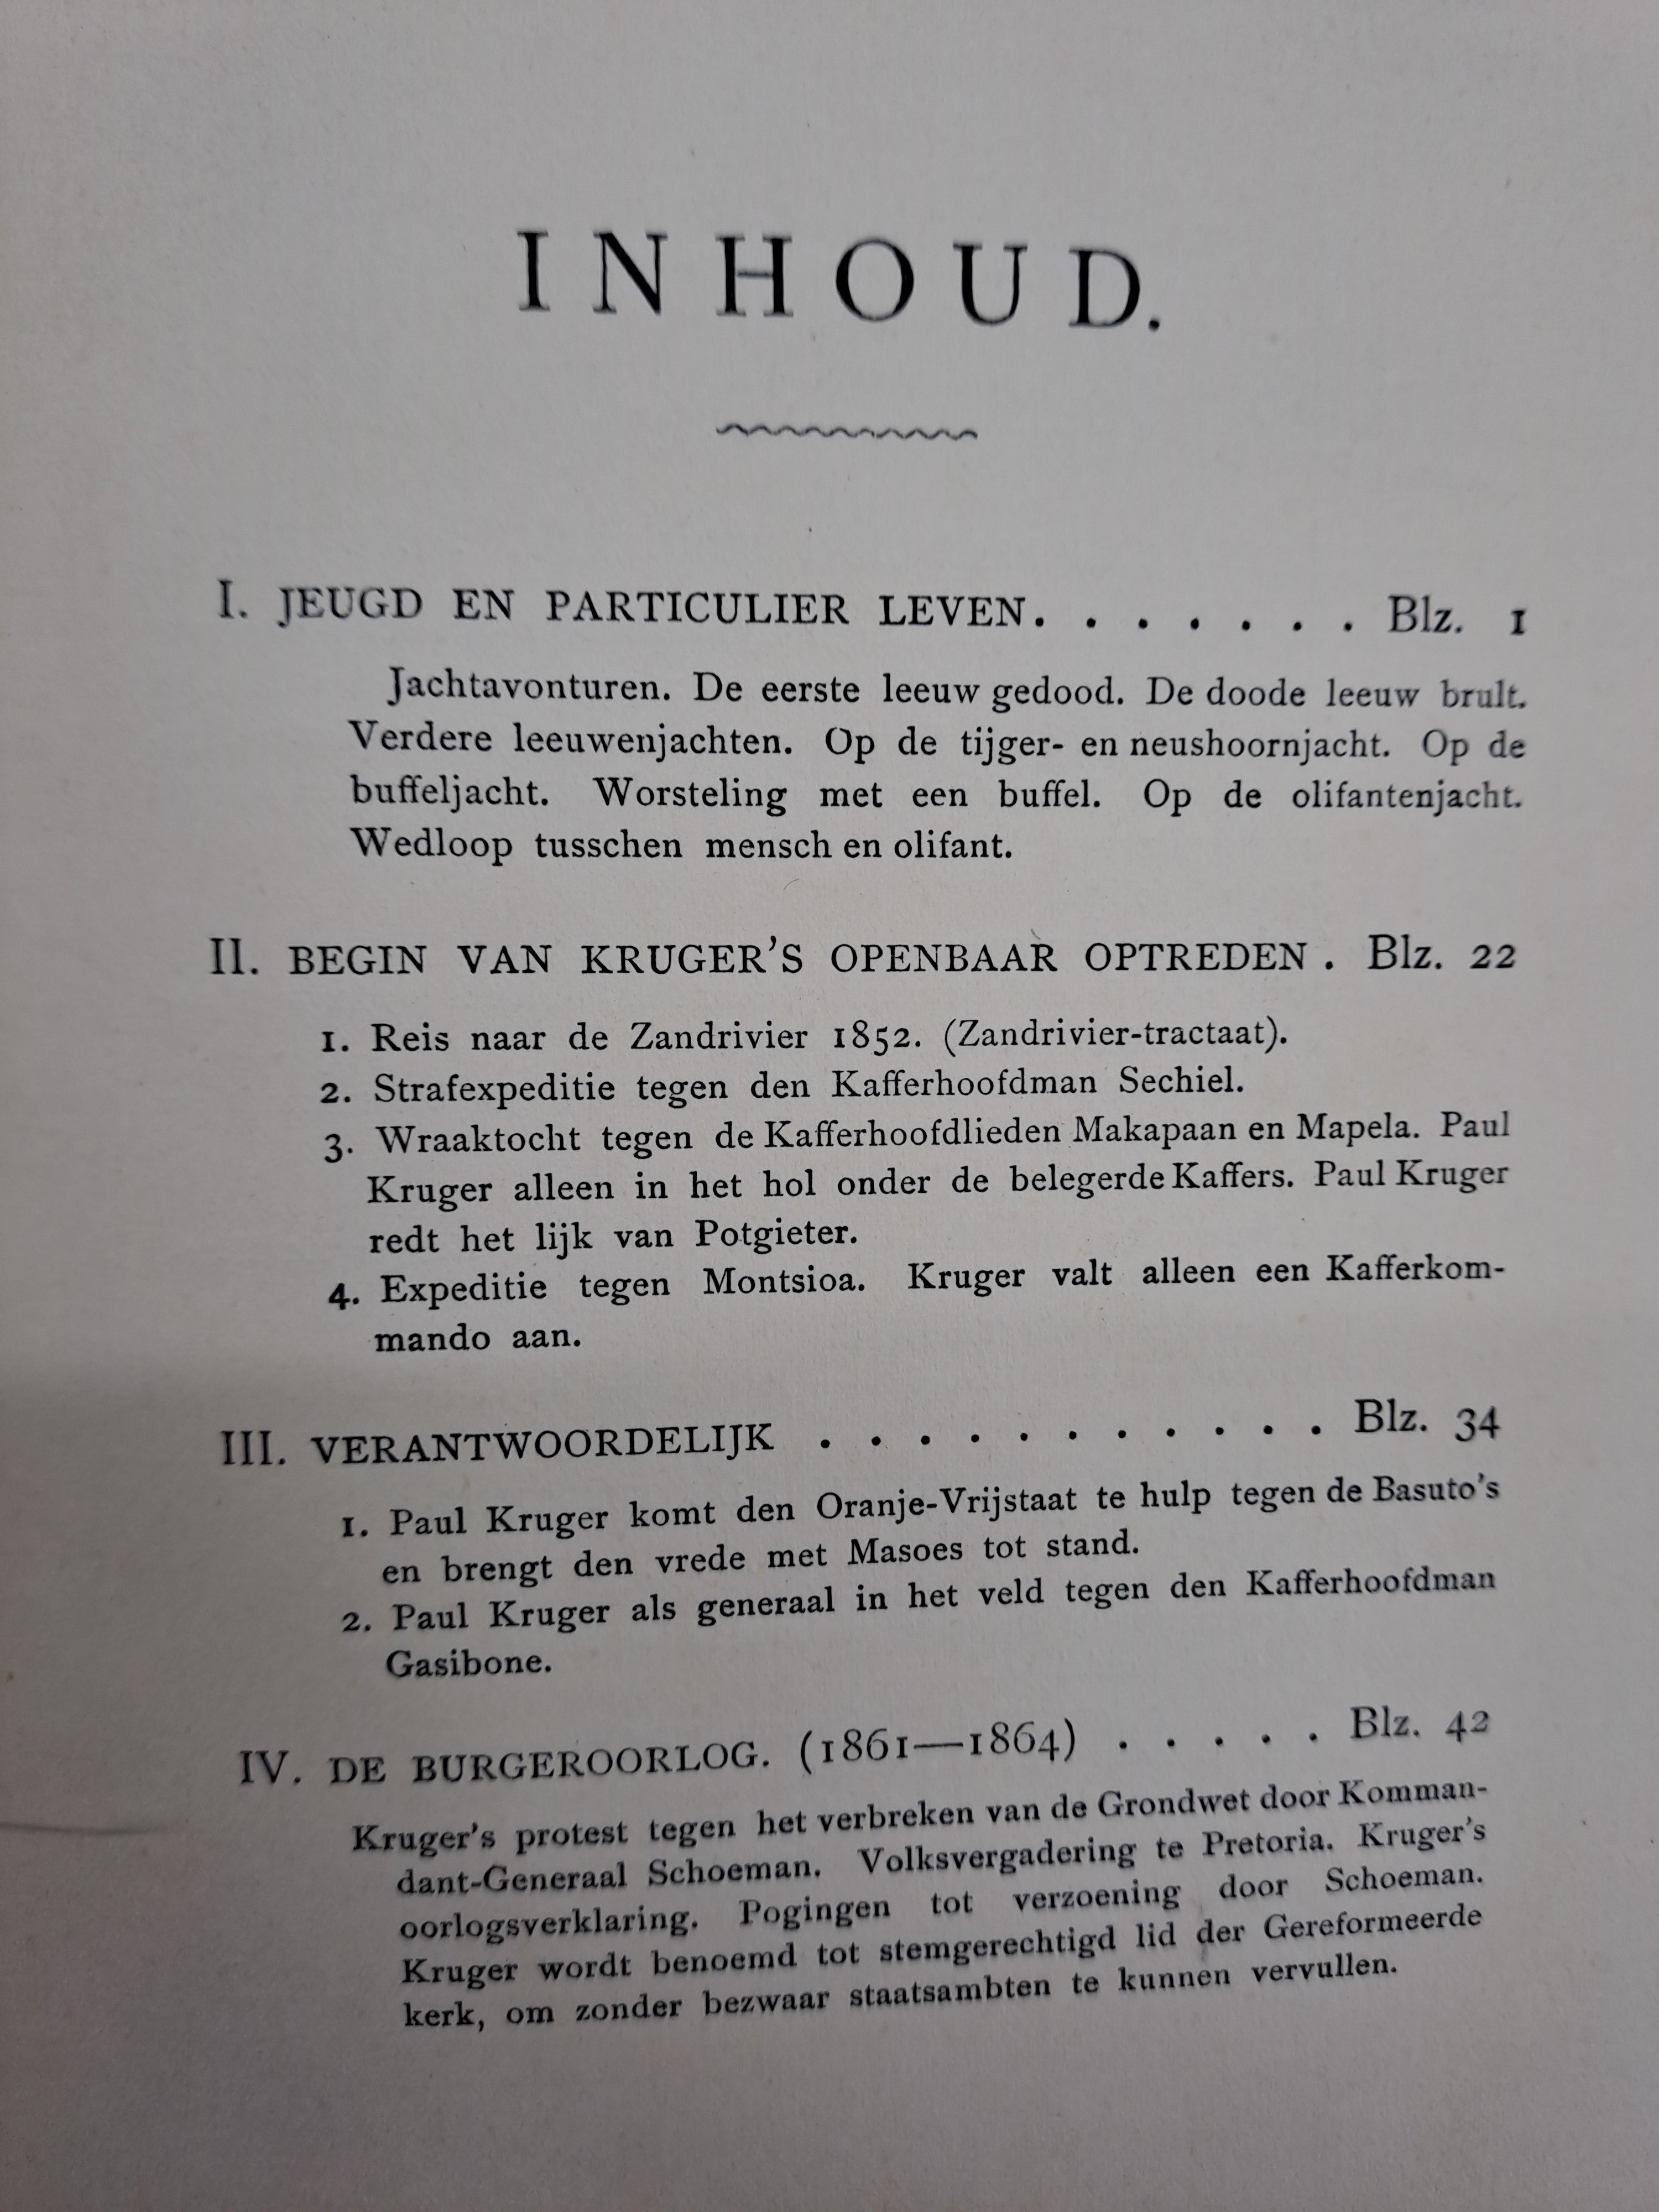 INHOUD.
I. JEUGD EN PARTICULIER LEVEN. . . . . . . Blz. 1
Jachtavonturen. De eerste leeuw gedood. De doode leeuw brult.
Verdere leeuwenjachten. Op de tijger- en neushoornjacht. Op de
buffeljacht. Worsteling met een buffel. Op de olifantenjacht.
Wedloop tusschen mensch en olifant.
II. BEGIN VAN KRUGER'S OPENBAAR OPTREDEN . Blz. 22
1. Reis naar de Zandrivier 1852. (Zandrivier-tractaat).
2. Strafexpeditie tegen den Kafferhoofdman Sechiel.
3. Wraaktocht tegen de Kafferhoofdlieden Makapaan en Mapela. Paul
Kruger alleen in het hol onder de belegerde Kaffers. Paul Kruger
redt het lijk van Potgieter.
4. Expeditie tegen Montsioa. Kruger valt alleen een Kafferkom-
mando aan.
III. VERANTWOORDELIJK . . . . . . . . . . . Blz. 34
1. Paul Kruger komt den Oranje-Vrijstaat te hulp tegen de Basuto's
en brengt den vrede met Masoes tot stand.
2. Paul Kruger als generaal in het veld tegen den Kafferhoofdman
Gasibone.
IV. DE BURGEROORLOG. (1861—1864) . . . . . Blz. 42
Kruger's protest tegen het verbreken van de Grondwet door Komman-
dant-Generaal Schoeman. Volksvergadering te Pretoria. Kruger's
oorlogsverklaring. Pogingen tot verzoening door Schoeman.
Kruger wordt benoemd tot stemgerechtigd lid der Gereformeerde
kerk, om zonder bezwaar staatsambten te kunnen vervullen.